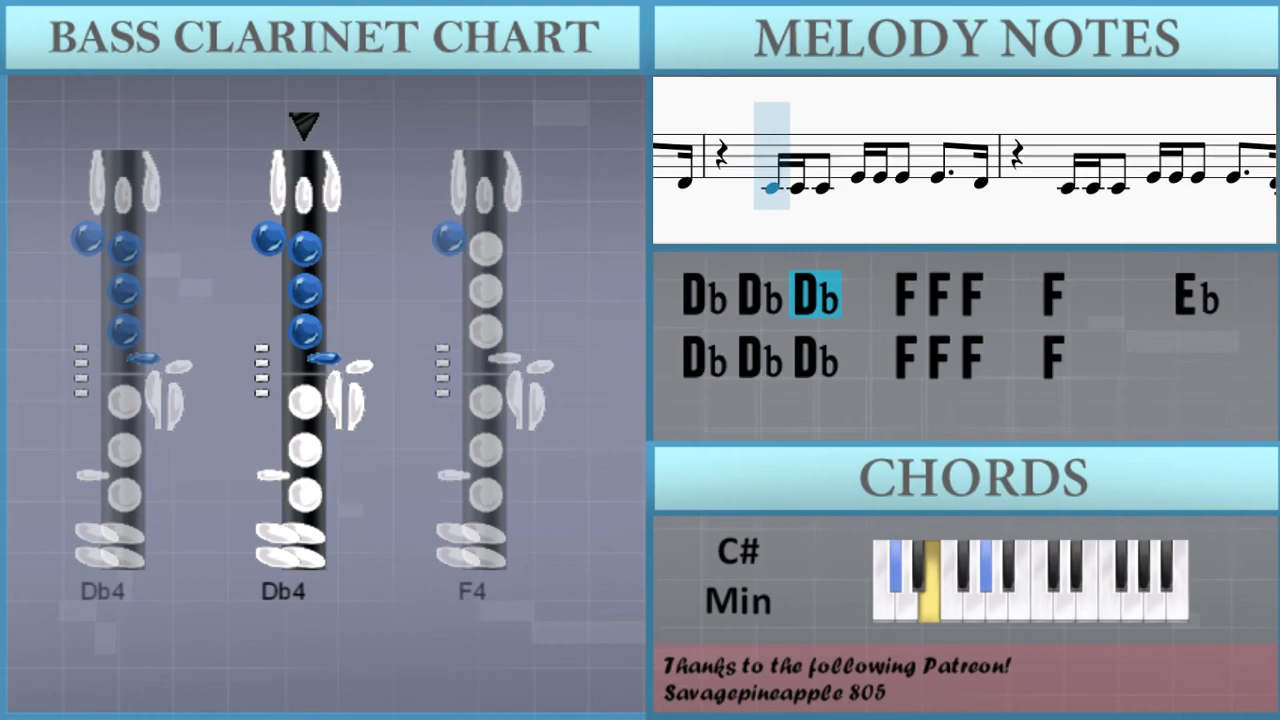 BASS CLARINET CHART
Db4
Db4
F4
MELODY NOTES
Db Db Db F F F F Eb
Db Db Db F F F F
CHORDS
C#
Min
Thanks to the following Patreon!
Savagepineapple 805